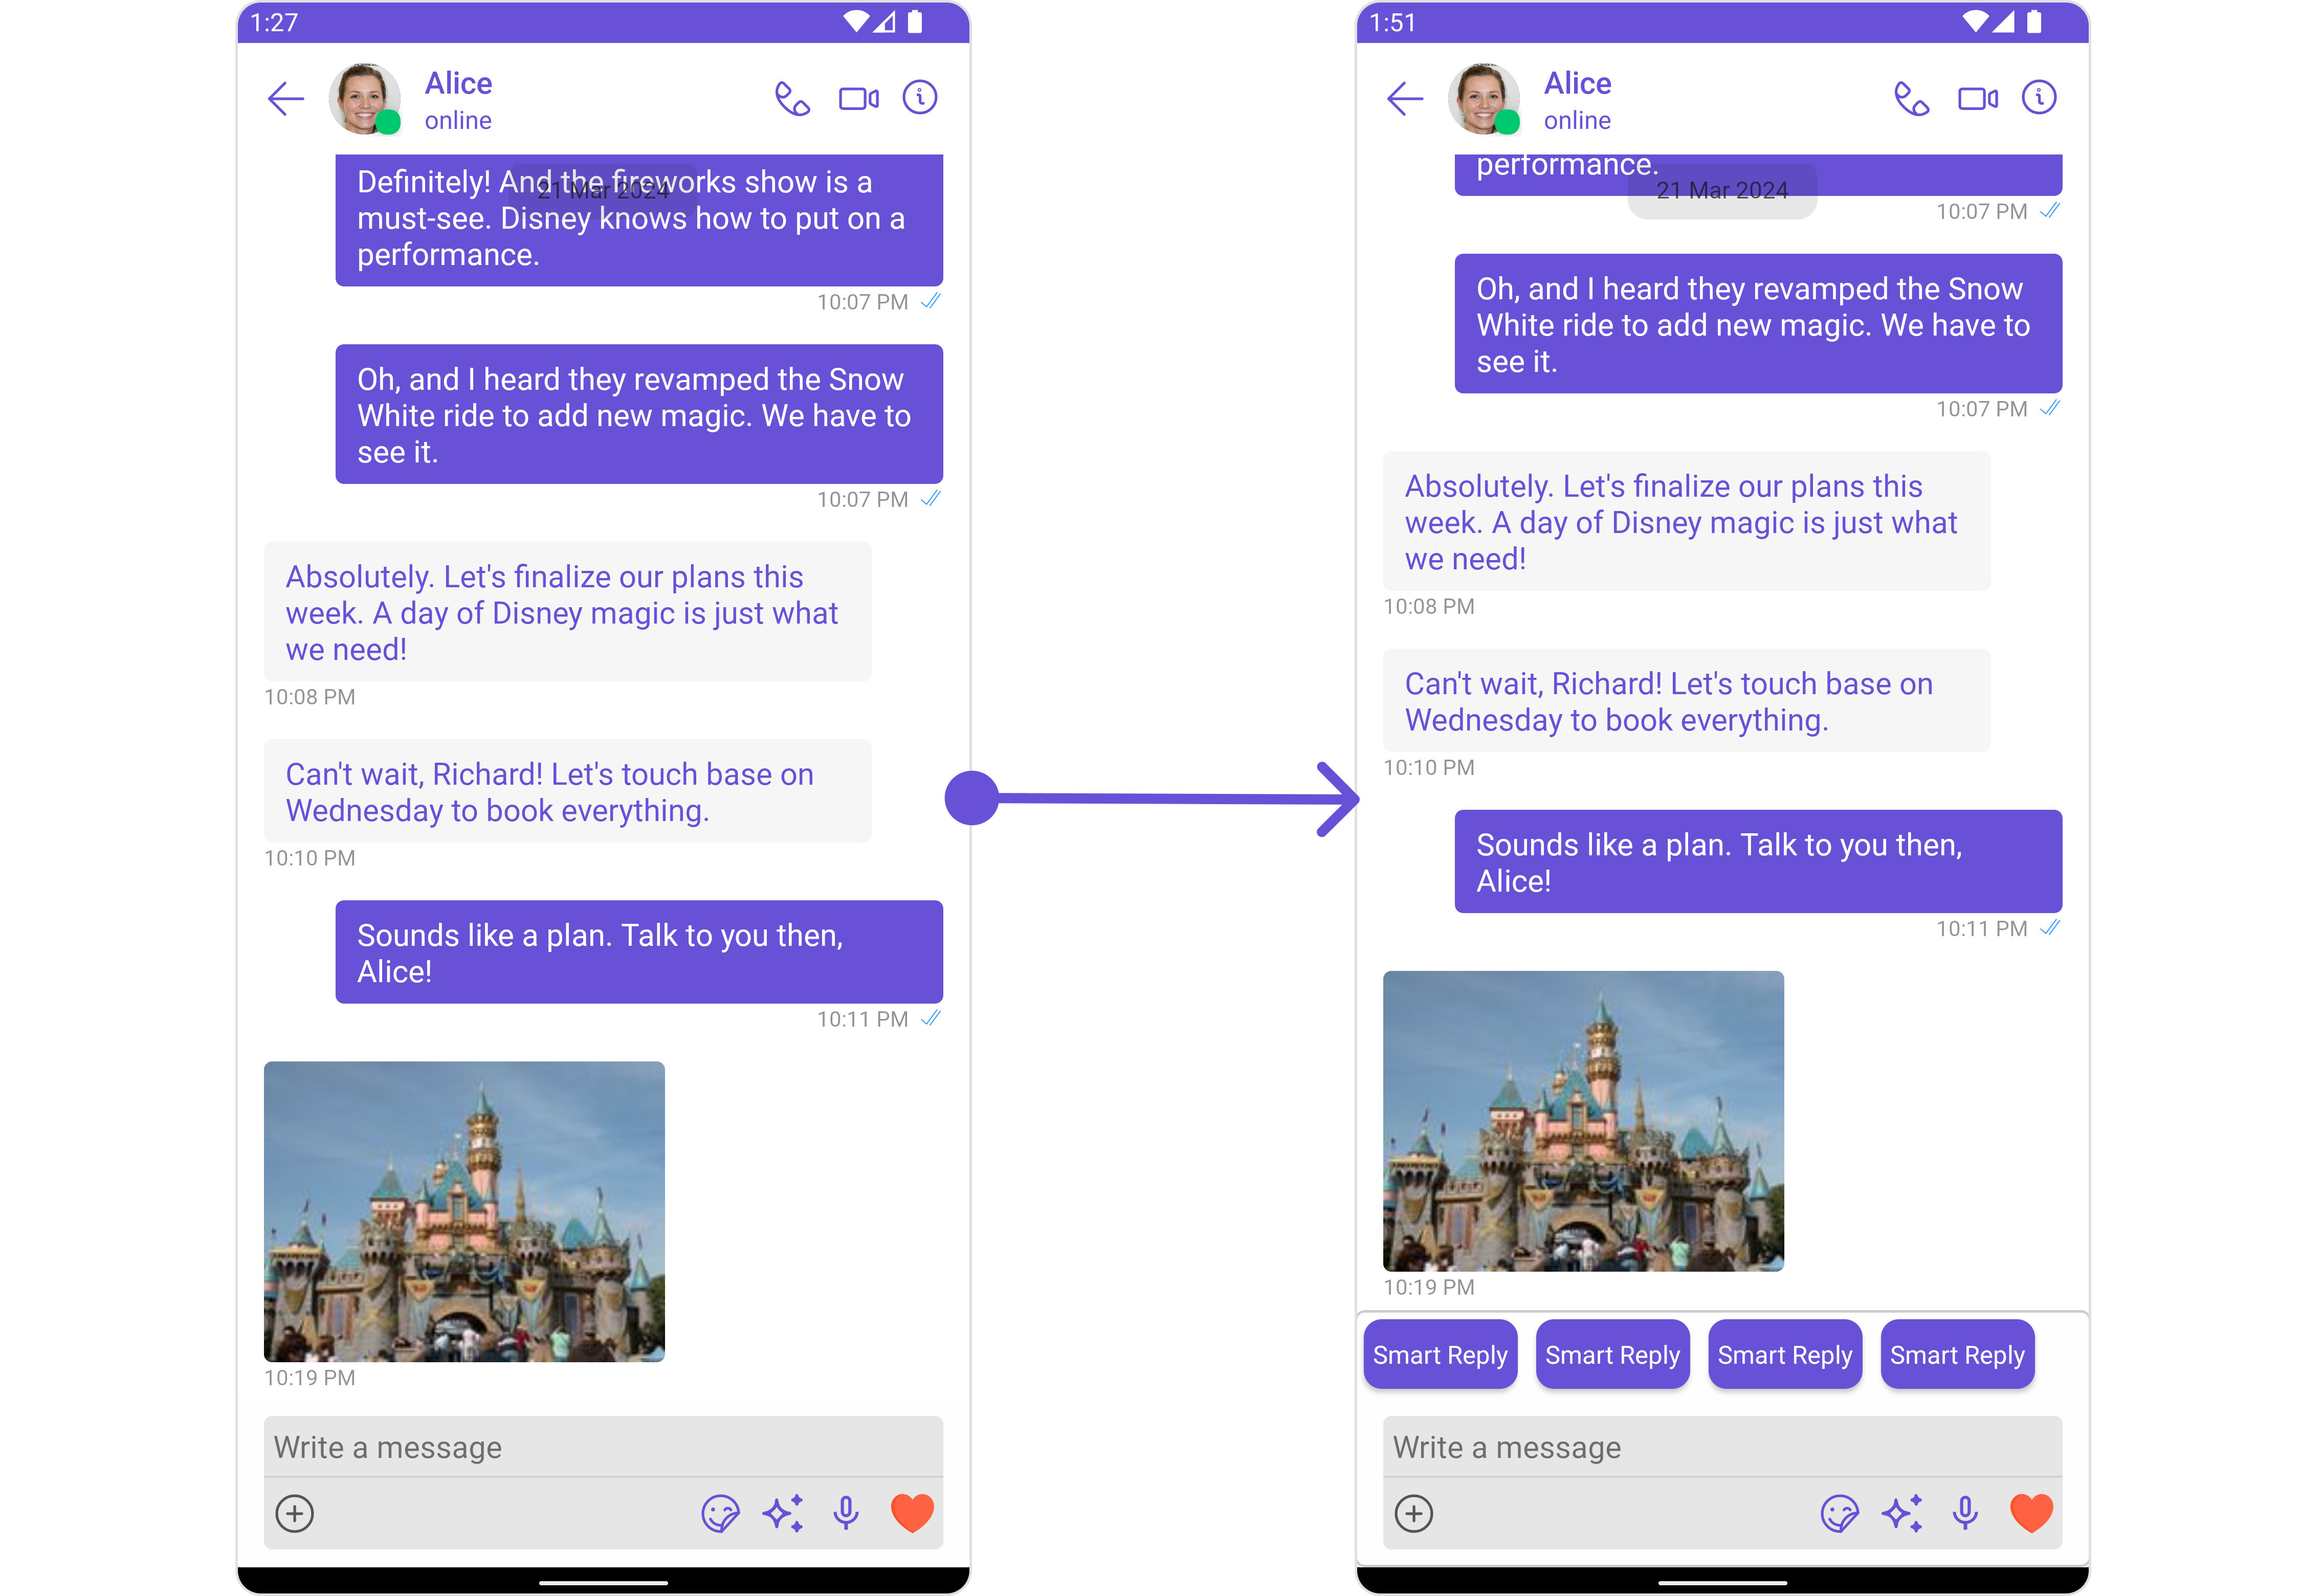 1:27
Alice
online
Definitely! And the fireworks show is a
21 Mar 2024
must-see. Disney knows how to put on a
performance.
10:07 PM
Oh, and I heard they revamped the Snow
White ride to add new magic. We have to
see it.
10:07 PM
Absolutely. Let's finalize our plans this
week. A day of Disney magic is just what
we need!
10:08 PM
Can't wait, Richard! Let's touch base on
Wednesday to book everything.
10:10 PM
Sounds like a plan. Talk to you then,
Alice!
10:11 PM
10:19 PM
Write a message
1:51
Alice
online
performance.
21 Mar 2024
10:07 PM
Oh, and I heard they revamped the Snow
White ride to add new magic. We have to
see it.
10:07 PM
Absolutely. Let's finalize our plans this
week. A day of Disney magic is just what
we need!
10:08 PM
Can't wait, Richard! Let's touch base on
Wednesday to book everything.
10:10 PM
Sounds like a plan. Talk to you then,
Alice!
10:11 PM
10:19 PM
Smart Reply Smart Reply Smart Reply Smart Reply
Write a message